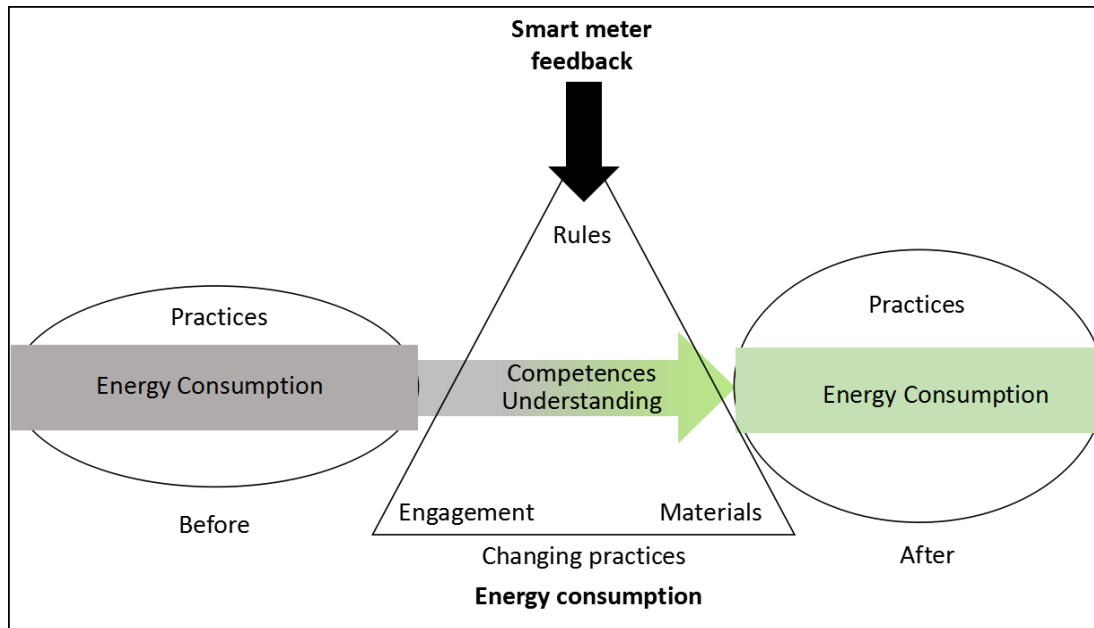 Smart meter
feedback
Rules
Practices
Energy Consumption
Before
Competences
Understanding
Engagement
Materials
Changing practices
Energy consumption
Practices
Energy Consumption
After